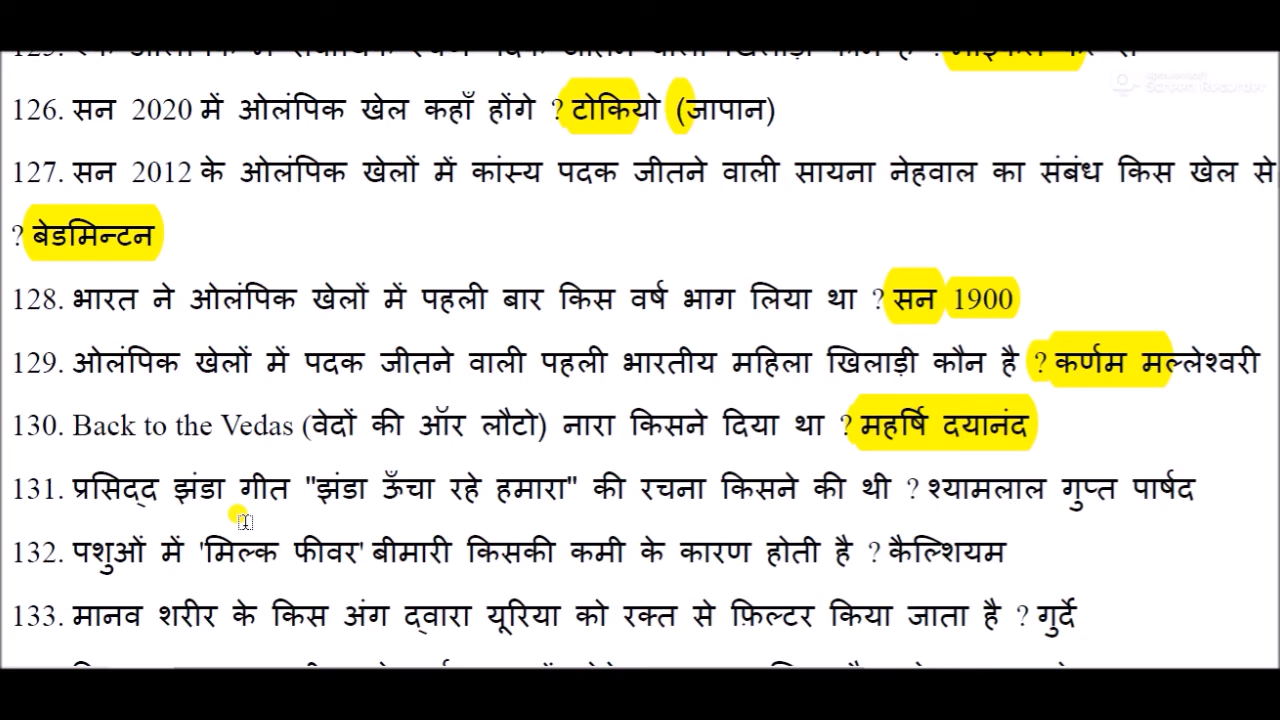 126. सन 2020 में ओलंपिक खेल कहाँ होंगे ? टोकियो (जापान)
127. सन 2012 के ओलंपिक खेलों में कांस्य पदक जीतने वाली सायना नेहवाल का संबंध किस खेल से
? बेडमिन्टन
128. भारत ने ओलंपिक खेलों में पहली बार किस वर्ष भाग लिया था ? सन 1900
129. ओलंपिक खेलों में पदक जीतने वाली पहली भारतीय महिला खिलाड़ी कौन है ? कर्णम मल्लेश्वरी
130. Back to the Vedas (वेदों की ऑर लौटो) नारा किसने दिया था ? महर्षि दयानंद
131. प्रसिद्द झंडा गीत "झंडा ऊँचा रहे हमारा" की रचना किसने की थी ? श्यामलाल गुप्त पार्षद
132. पशुओं में 'मिल्क फीवर' बीमारी किसकी कमी के कारण होती है ? कैल्शियम
133. मानव शरीर के किस अंग द्वारा यूरिया को रक्त से फ़िल्टर किया जाता है ? गुर्दे